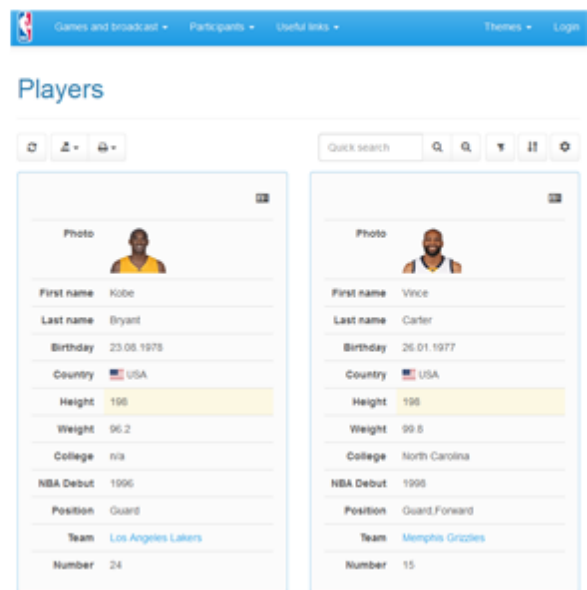 Games and broadcast Participants Useful links Themes Login
Players
Quick search
Photo
First name Kobe
Last name Bryant
Birthday 23.08.1978
Country USA
Height 198
Weight 96.2
College n/a
NBA Debut 1996
Position Guard
Team Los Angeles Lakers
Number 24
Photo
First name Vince
Last name Carter
Birthday 26.01.1977
Country USA
Height 198
Weight 99.8
College North Carolina
NBA Debut 1998
Position Guard,Forward
Team Memphis Grizzlies
Number 15